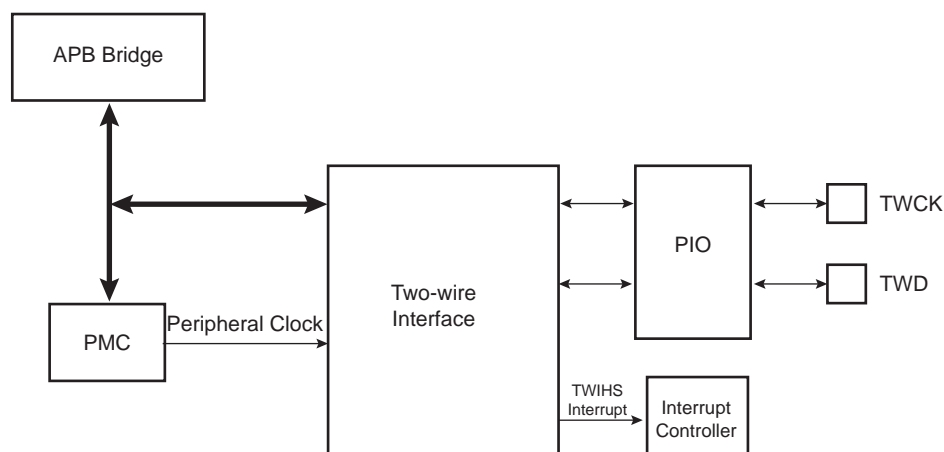 APB Bridge
TWCK
PIO
TWD
Two-wire
Interface
Peripheral Clock
PMC
TWIHS
Interrupt
Interrupt
Controller